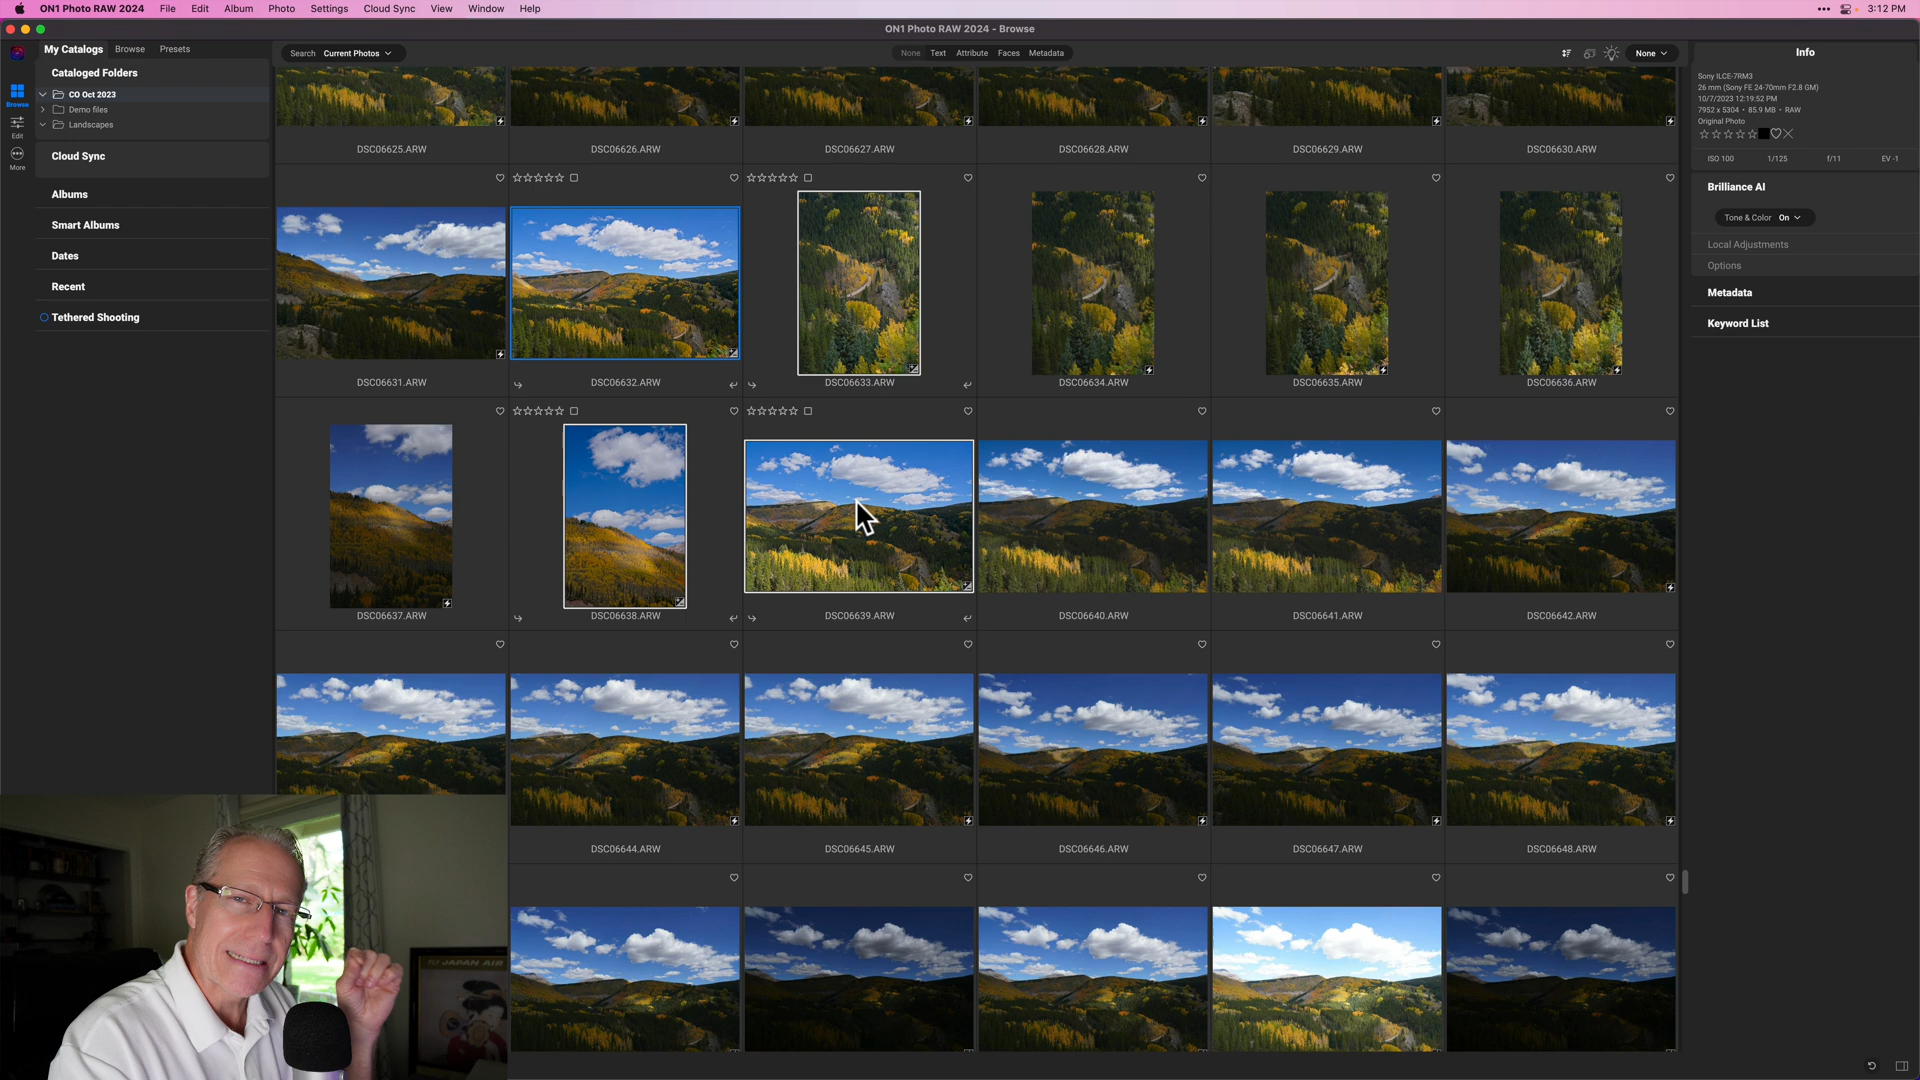 ON1 Photo RAW 2024 File Edit Album Photo Settings Cloud Sync View Window Help 3:12 PM
ON1 Photo RAW 2024 - Browse
My Catalogs Browse Presets
Search Current Photos
None Text Attribute Faces Metadata
None
Info
Cataloged Folders
CO Oct 2023
Demo files
Landscapes
Cloud Sync
Albums
Smart Albums
Dates
Recent
Tethered Shooting
Browse
Edit
More
DSC06625.ARW DSC06626.ARW DSC06627.ARW DSC06628.ARW DSC06629.ARW DSC06630.ARW
DSC06631.ARW DSC06632.ARW DSC06633.ARW DSC06634.ARW DSC06635.ARW DSC06636.ARW
DSC06637.ARW DSC06638.ARW DSC06639.ARW DSC06640.ARW DSC06641.ARW DSC06642.ARW
DSC06644.ARW DSC06645.ARW DSC06646.ARW DSC06647.ARW DSC06648.ARW
Sony ILCE-7RM3
26 mm (Sony FE 24-70mm F2.8 GM)
10/7/2023 12:19:52 PM
7952 x 5304 • 85.9 MB • RAW
Original Photo
ISO 100 1/125 f/11 EV -1
Brilliance AI
Tone & Color On
Local Adjustments
Options
Metadata
Keyword List
FLY JAPAN AIR